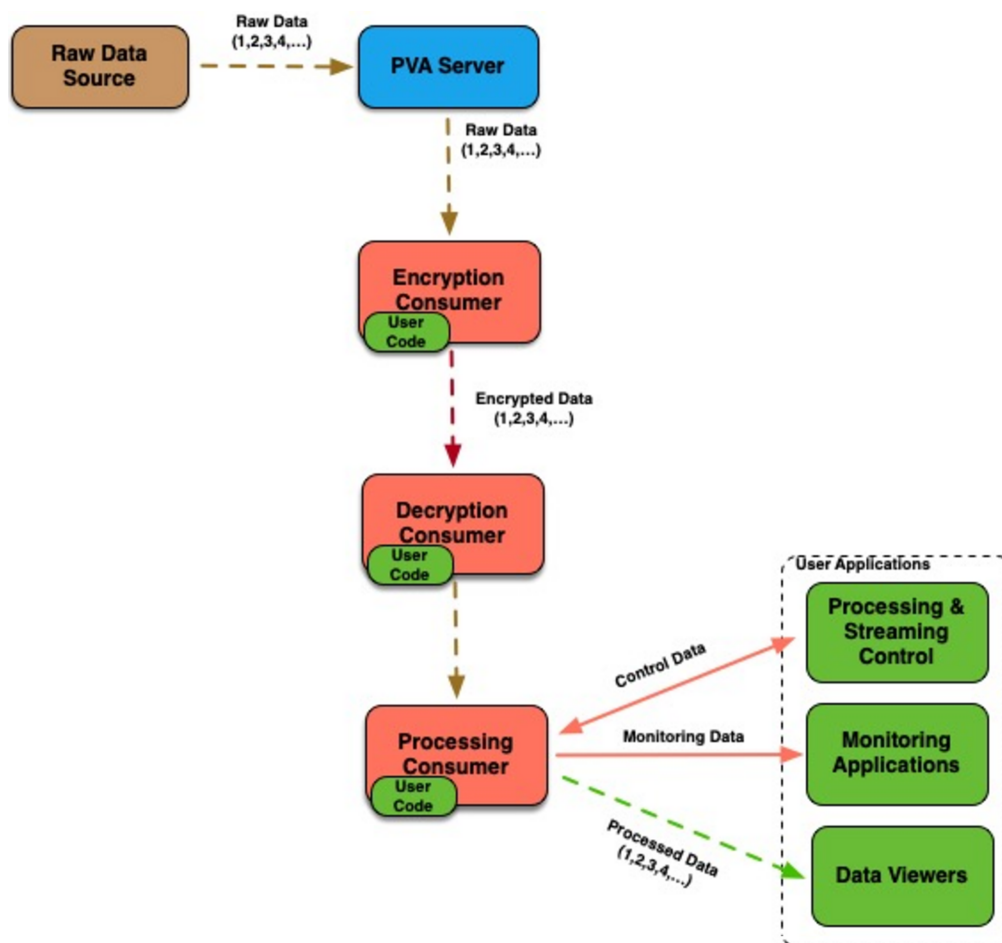 Raw Data
Source
Raw Data
(1,2,3,4,...)
PVA Server
Raw Data
(1,2,3,4,...)
Encryption
Consumer
User
Code
Encrypted Data
(1,2,3,4,...)
Decryption
Consumer
User
Code
User Applications
Processing &
Streaming
Control
Control Data
Processing
Consumer
User
Code
Monitoring Data
Monitoring
Applications
Processed Data
(1,2,3,4,...)
Data Viewers